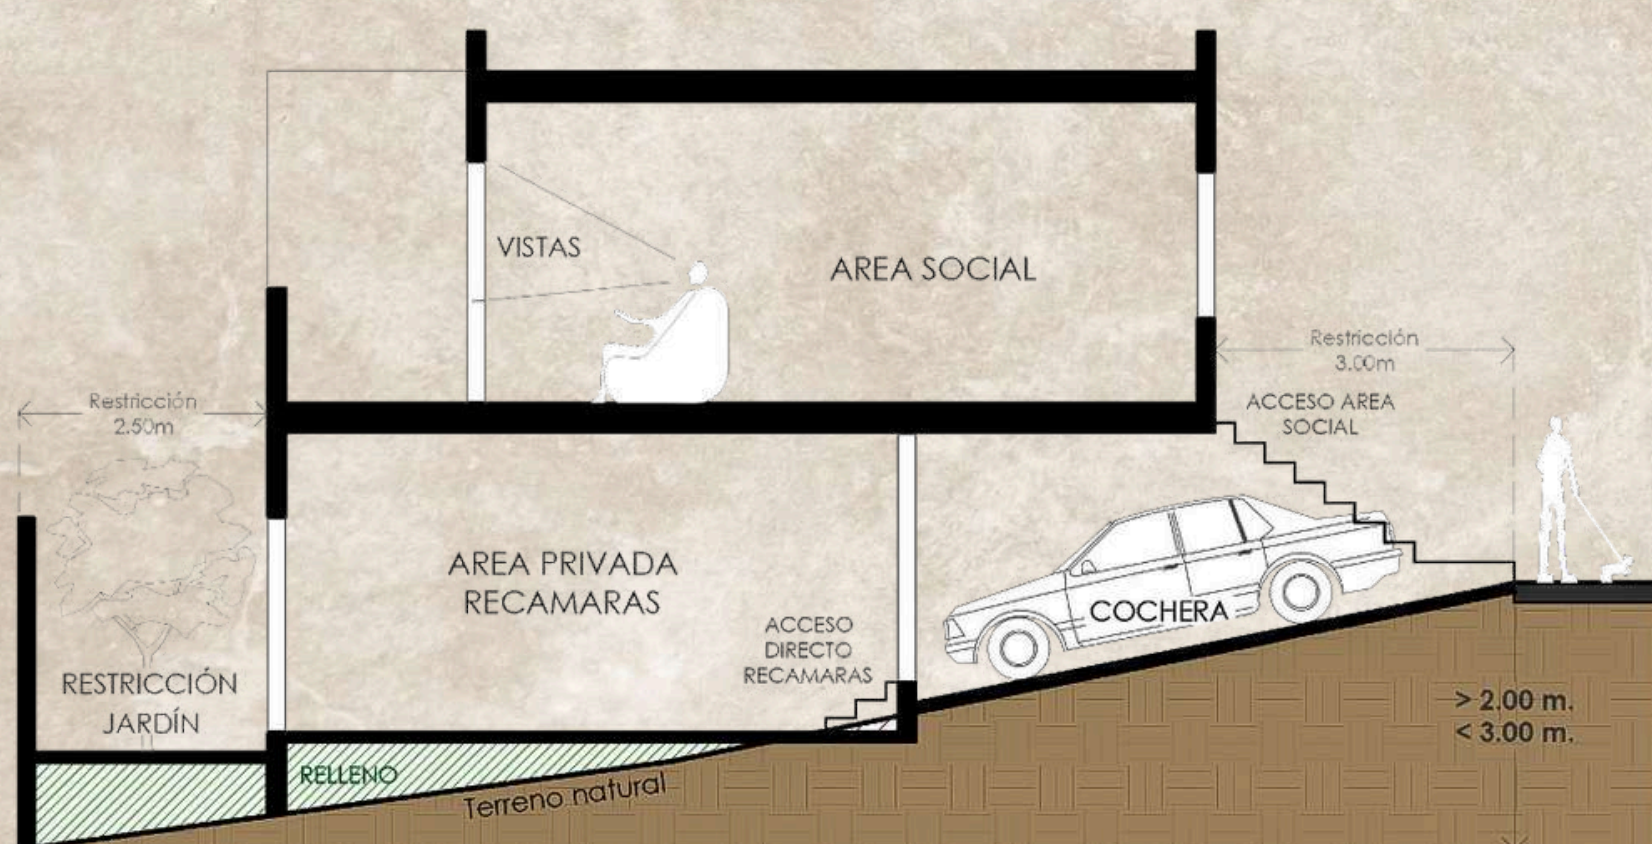 VISTAS
AREA SOCIAL
Restricción
3.00m
Restricción
2.50m
ACCESO AREA
SOCIAL
AREA PRIVADA
RECAMARAS
ACCESO
DIRECTO
RECAMARAS
COCHERA
RESTRICCIÓN
JARDÍN
> 2.00 m.
< 3.00 m.
RELLENO
Terreno natural